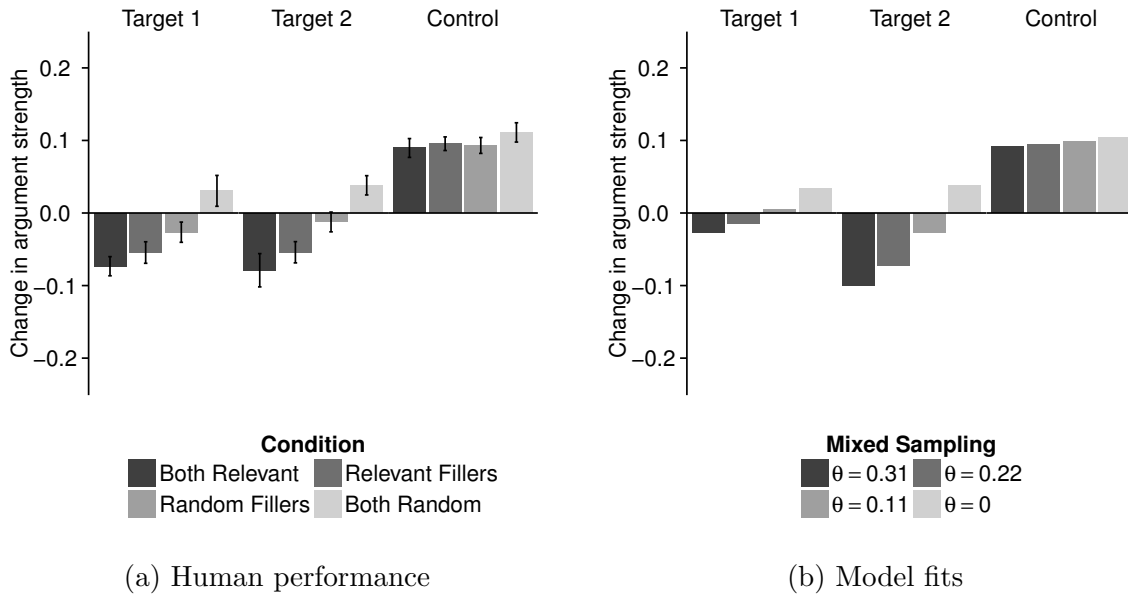 Target 1 Target 2 Control
Change in argument strength
0.2
0.1
0.0
−0.1
−0.2
Condition
Both Relevant Relevant Fillers
Random Fillers Both Random
(a) Human performance
Target 1 Target 2 Control
Change in argument strength
0.2
0.1
0.0
−0.1
−0.2
Mixed Sampling
θ = 0.31 θ = 0.22
θ = 0.11 θ = 0
(b) Model fits